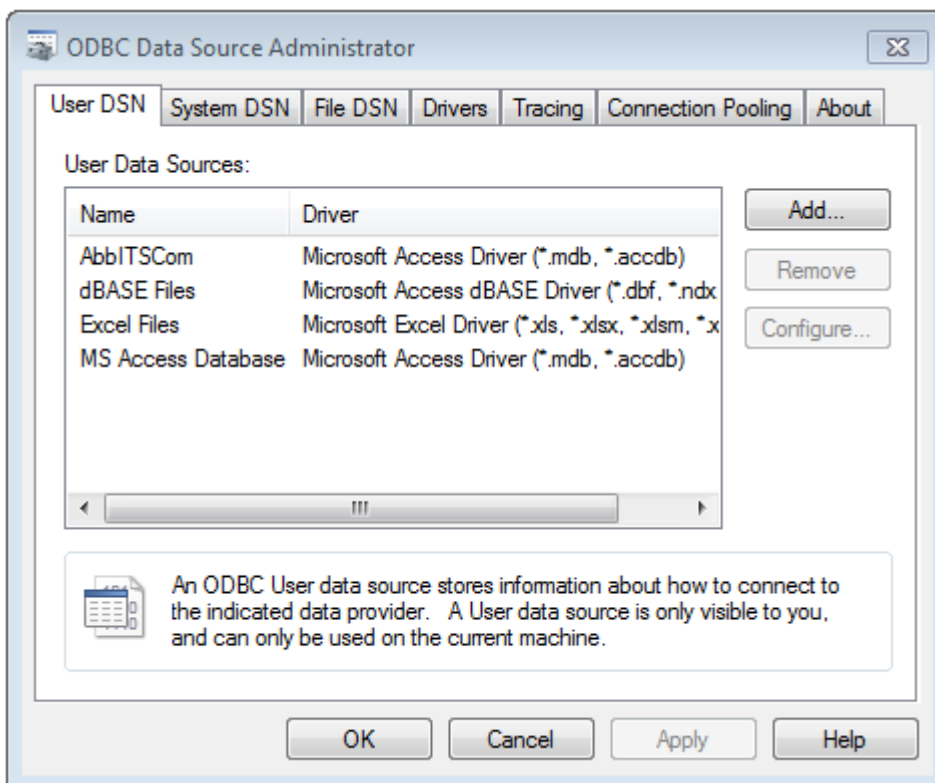 ODBC Data Source Administrator
User DSN System DSN File DSN Drivers Tracing Connection Pooling About
User Data Sources:
Name Driver
AbbITSCom Microsoft Access Driver (*.mdb, *.accdb)
dBASE Files Microsoft Access dBASE Driver (*.dbf, *.ndx
Excel Files Microsoft Excel Driver (*.xls, *.xlsx, *.xlsm, *.x
MS Access Database Microsoft Access Driver (*.mdb, *.accdb)
Add...
Remove
Configure...
An ODBC User data source stores information about how to connect to
the indicated data provider. A User data source is only visible to you,
and can only be used on the current machine.
OK Cancel Apply Help